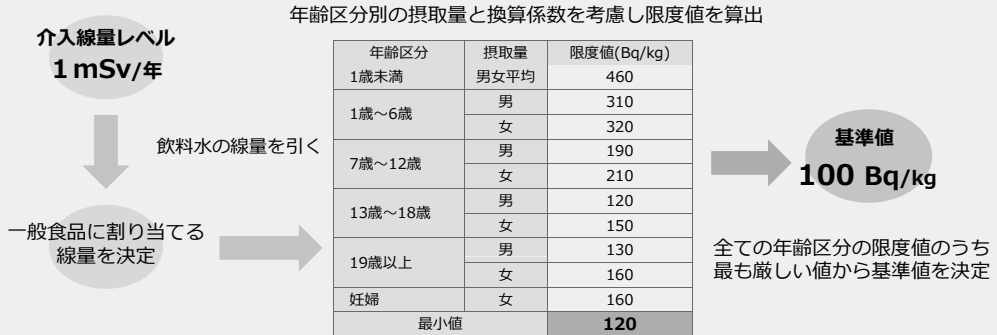 年齢区分別の摂取量と換算係数を考慮し限度値を算出
介入線量レベル
1mSv/年
飲料水の線量を引く
一般食品に割り当てる
線量を決定
年齢区分 摂取量 限度値(Bq/kg)
1歳未満 男女平均 460
1歳～6歳 男 310
女 320
7歳～12歳 男 190
女 210
13歳～18歳 男 120
女 150
19歳以上 男 130
女 160
妊婦 女 160
最小値 120
基準値
100 Bq/kg
全ての年齢区分の限度値のうち
最も厳しい値から基準値を決定